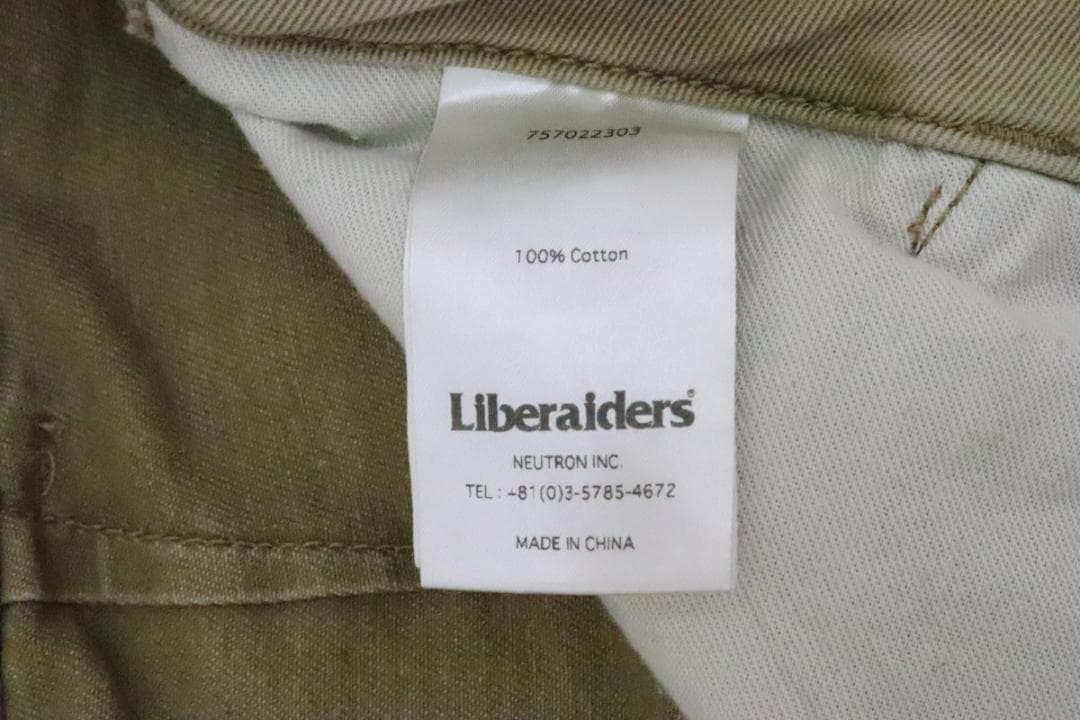 757022303
100% Cotton
Liberaiders®
NEUTRON INC.
TEL : +81(0)3-5785-4672
MADE IN CHINA